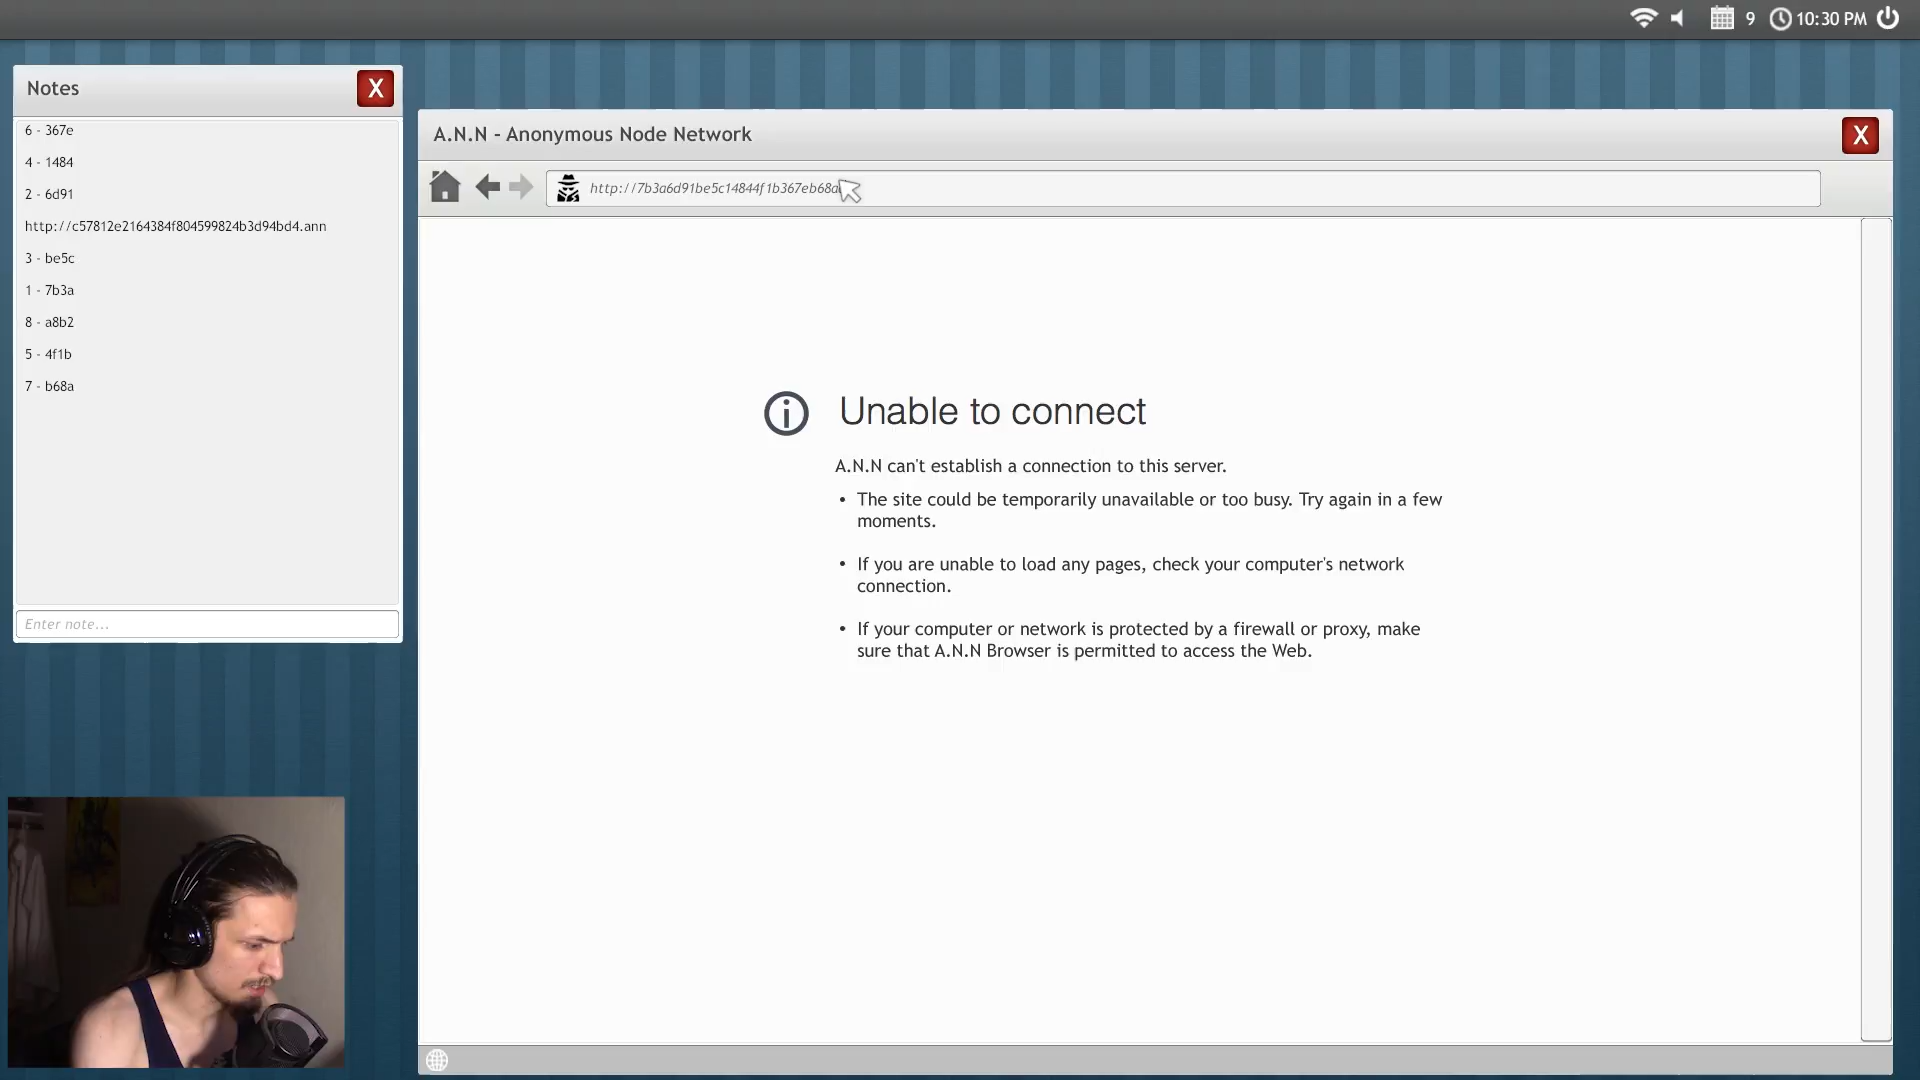 9 10:30 PM
Notes X
6 - 367e
4 - 1484
2 - 6d91
http://c57812e2164384f804599824b3d94bd4.ann
3 - be5c
1 - 7b3a
8 - a8b2
5 - 4f1b
7 - b68a
Enter note...
A.N.N - Anonymous Node Network X
http://7b3a6d91be5c14844f1b367eb68a
Unable to connect
A.N.N can't establish a connection to this server.
• The site could be temporarily unavailable or too busy. Try again in a few
moments.
• If you are unable to load any pages, check your computer's network
connection.
• If your computer or network is protected by a firewall or proxy, make
sure that A.N.N Browser is permitted to access the Web.